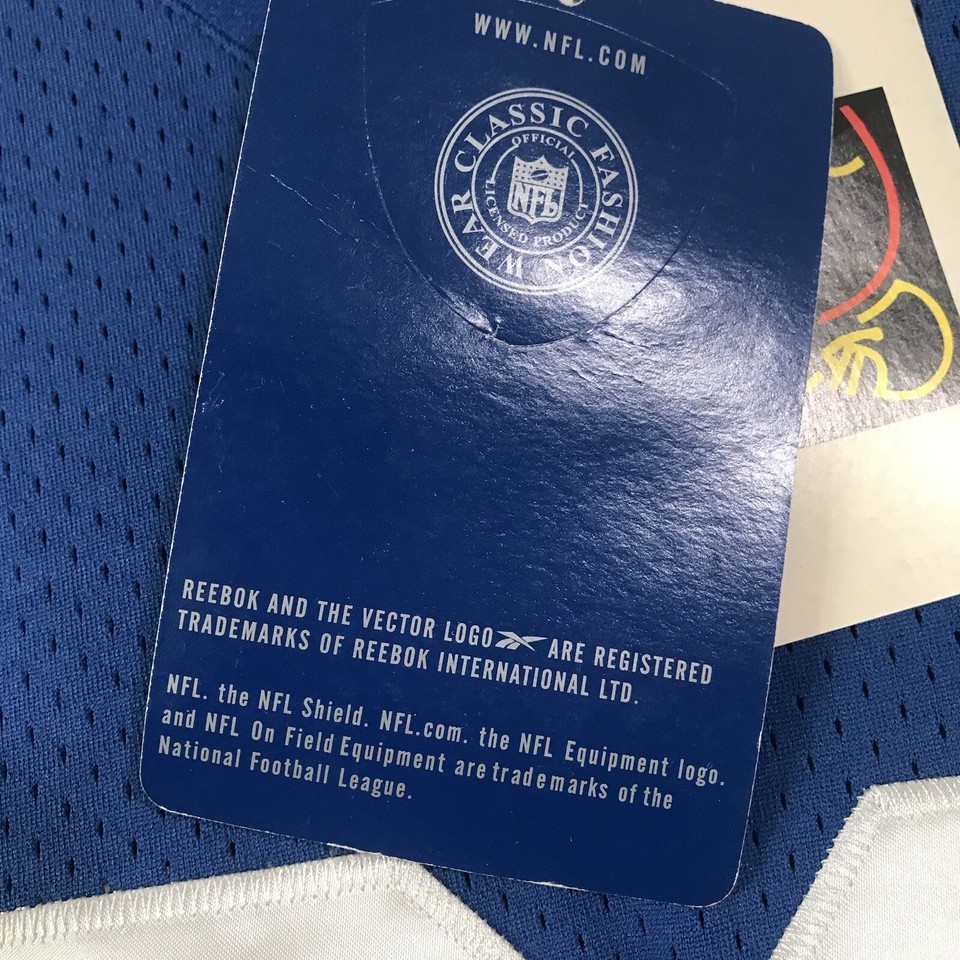 WWW.NFL.COM
CLASSIC FASHION WEAR
OFFICIAL
NFL
LICENSED PRODUCT
REEBOK AND THE VECTOR LOGO ARE REGISTERED
TRADEMARKS OF REEBOK INTERNATIONAL LTD.
NFL. the NFL Shield. NFL.com. the NFL Equipment logo.
and NFL On Field Equipment are trademarks of the
National Football League.